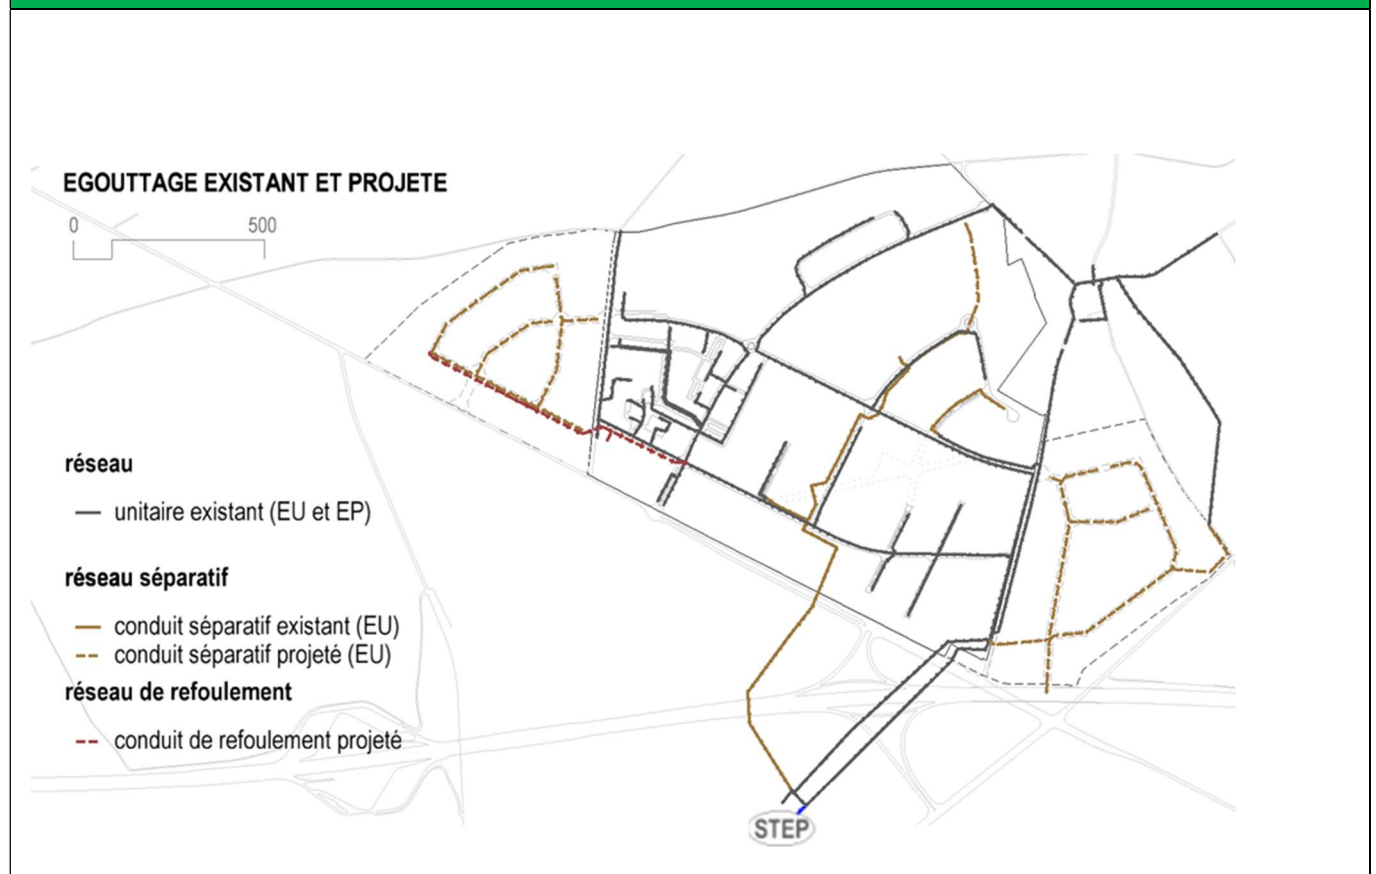 EGOUTTAGE EXISTANT ET PROJETE
0 500
réseau
unitaire existant (EU et EP)
réseau séparatif
conduit séparatif existant (EU)
conduit séparatif projeté (EU)
réseau de refoulement
conduit de refoulement projeté
STEP